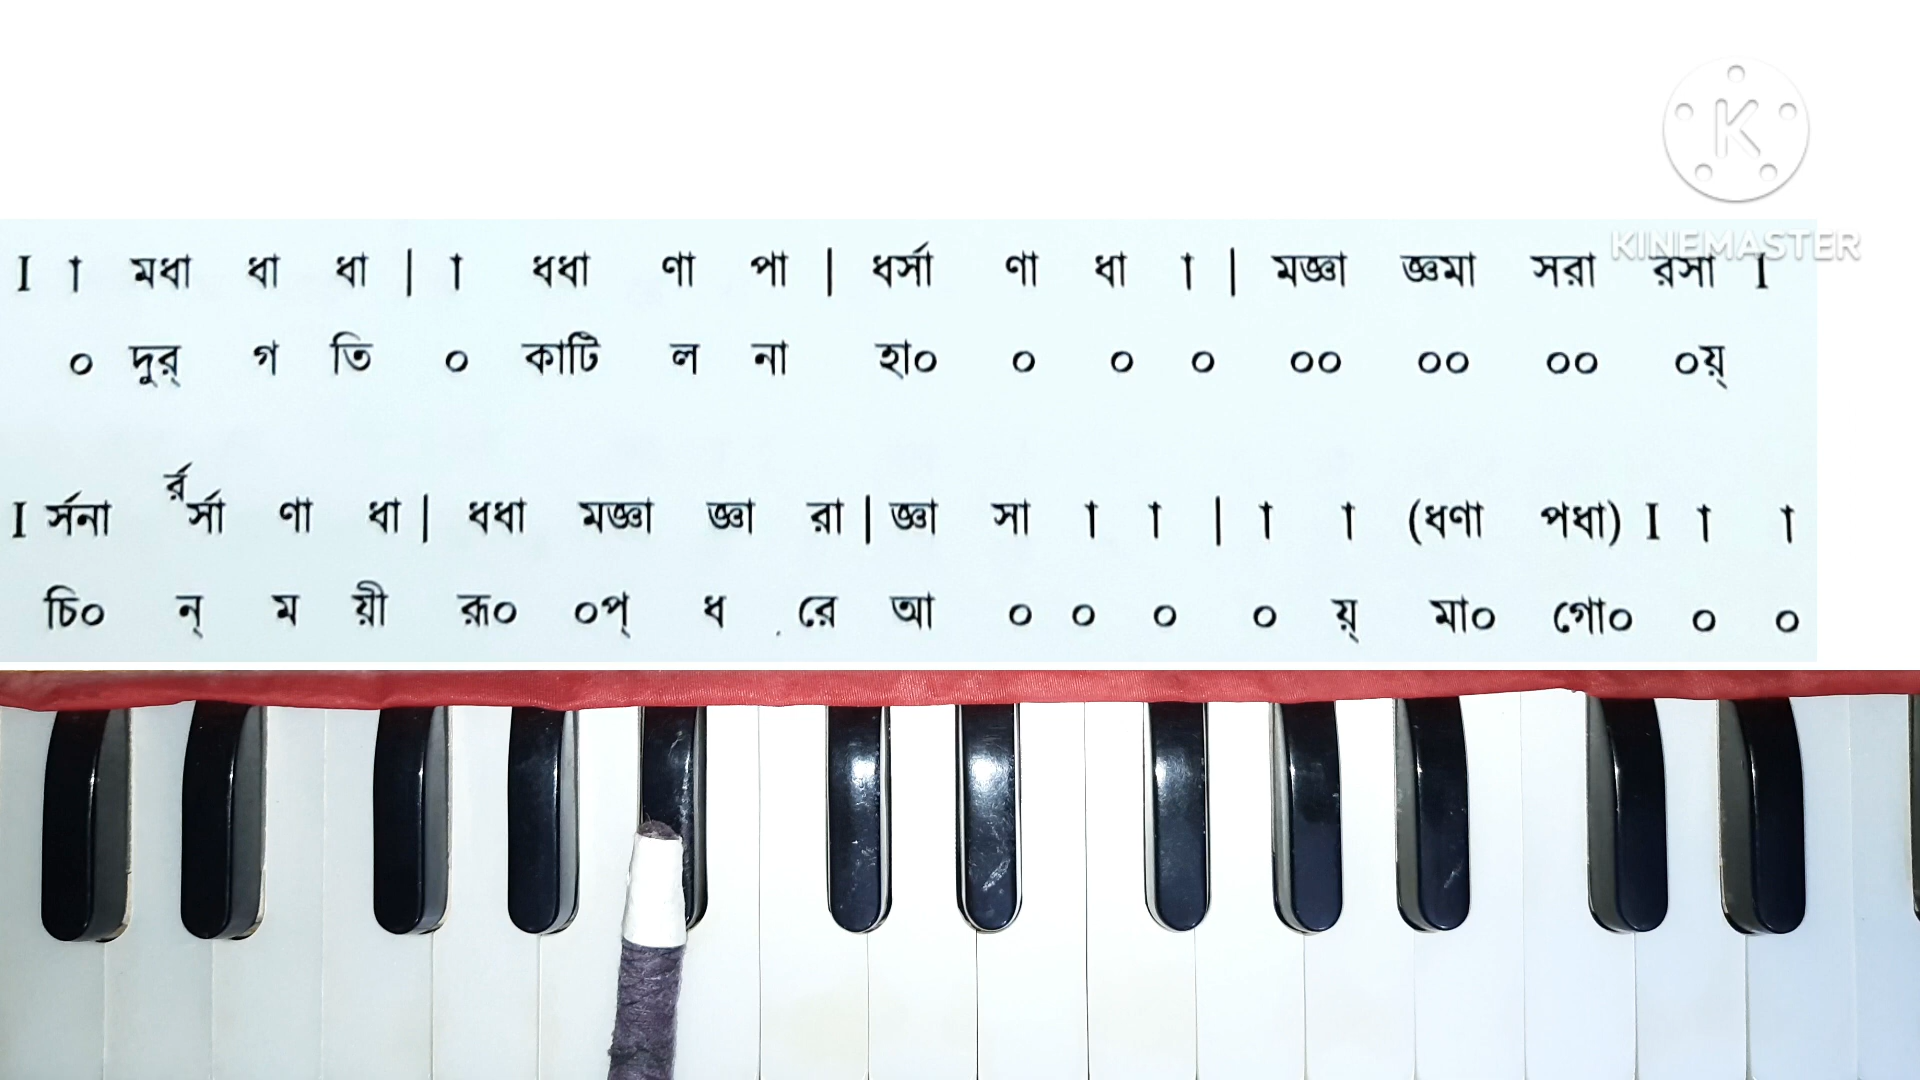 K
KINEMASTER
I া মধা ধা ধা | া ধধা ণা পা | ধর্সা ণা ধা া | মজ্ঞা জ্ঞমা সরা রসা I
০ দুর্ গ তি ০ কাটি ল না হা০ ০ ০ ০ ০০ ০০ ০০ ০য়্
I র্সনা র্রর্সা ণা ধা | ধধা মজ্ঞা জ্ঞা রা | জ্ঞা সা া া | া া (ধণা পধা) I া া
চি০ ন্ ম য়ী রূ০ ০প্ ধ রে আ ০ ০ ০ ০ য়্ মা০ গো০ ০ ০